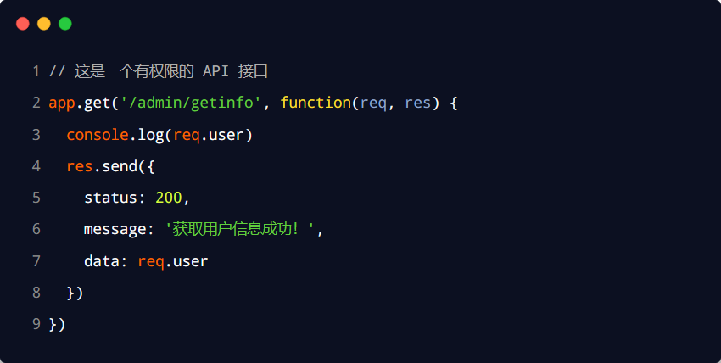 1 // 这是 个有权限的 API 接口
2 app.get('/admin/getinfo', function(req, res) {
3   console.log(req.user)
4   res.send({
5     status: 200,
6     message: '获取用户信息成功！',
7     data: req.user
8   })
9 })